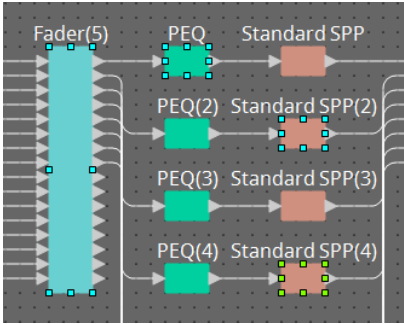 Fader(5) PEQ Standard SPP
PEQ(2) Standard SPP(2)
PEQ(3) Standard SPP(3)
PEQ(4) Standard SPP(4)